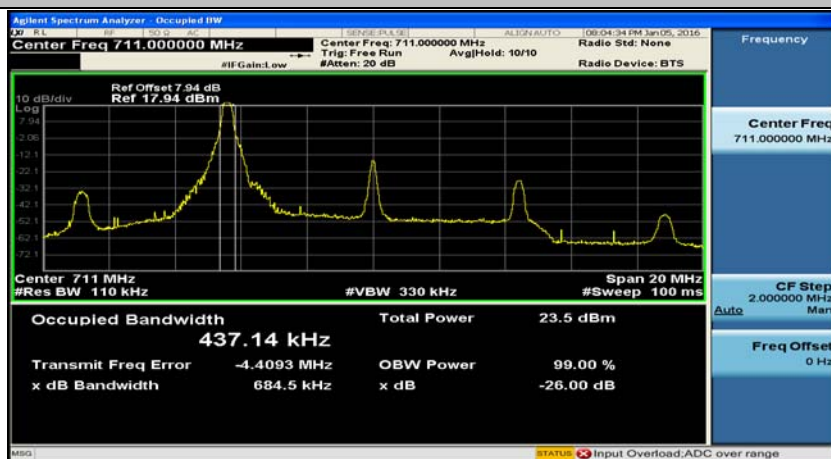 Agilent Spectrum Analyzer - Occupied BW
RL RF 50 Ω AC SENSE:PULSE ALIGN AUTO 08:04:34 PM Jan 05, 2016
Center Freq 711.000000 MHz
Center Freq: 711.000000 MHz
Radio Std: None
Trig: Free Run Avg|Hold: 10/10
#IFGain:Low #Atten: 20 dB Radio Device: BTS
Ref Offset 7.94 dB
10 dB/div Ref 17.94 dBm
Log
7.94
-2.06
-12.1
-22.1
-32.1
-42.1
-52.1
-62.1
-72.1
Center 711 MHz Span 20 MHz
#Res BW 110 kHz #VBW 330 kHz #Sweep 100 ms
Occupied Bandwidth Total Power 23.5 dBm
437.14 kHz
Transmit Freq Error -4.4093 MHz OBW Power 99.00 %
x dB Bandwidth 684.5 kHz x dB -26.00 dB
Frequency
Center Freq
711.000000 MHz
CF Step
2.000000 MHz
Auto Man
Freq Offset
0 Hz
MSG STATUS Input Overload;ADC over range